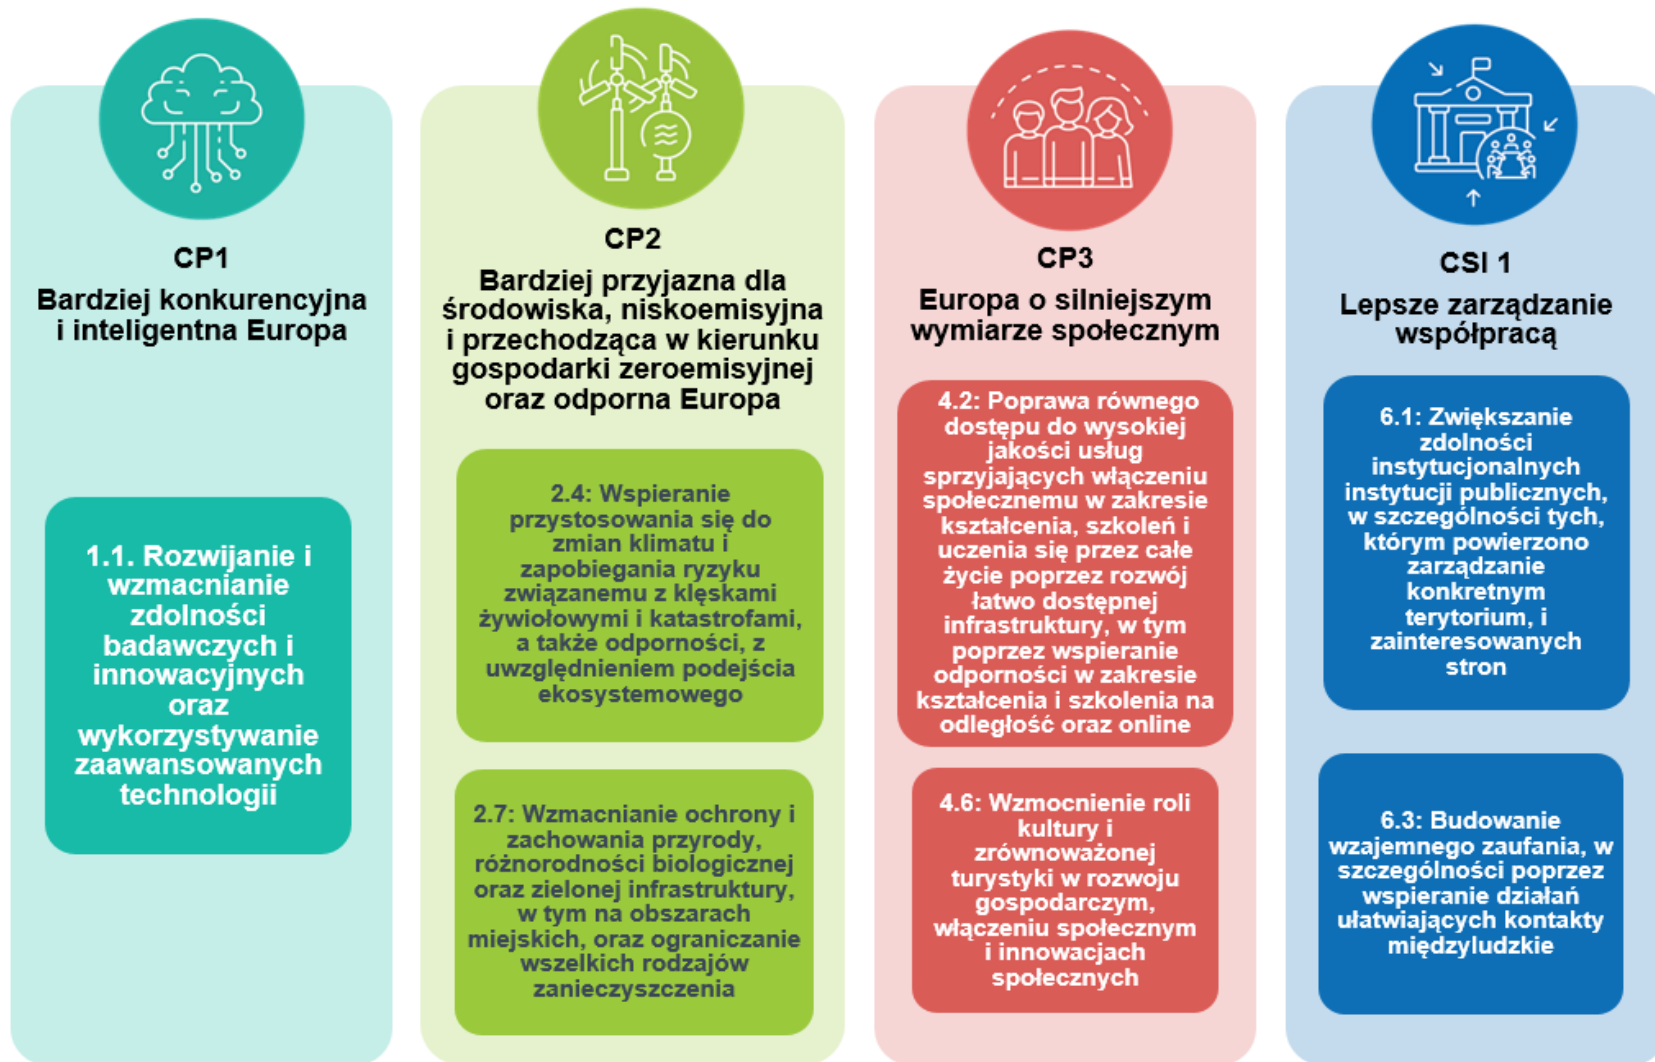 CP1
Bardziej konkurencyjna
i inteligentna Europa
1.1. Rozwijanie i
wzmacnianie
zdolności
badawczych i
innowacyjnych
oraz
wykorzystywanie
zaawansowanych
technologii
CP2
Bardziej przyjazna dla
środowiska, niskoemisyjna
i przechodząca w kierunku
gospodarki zeroemisyjnej
oraz odporna Europa
2.4: Wspieranie
przystosowania się do
zmian klimatu i
zapobiegania ryzyku
związanemu z klęskami
żywiołowymi i katastrofami,
a także odporności, z
uwzględnieniem podejścia
ekosystemowego
2.7: Wzmacnianie ochrony i
zachowania przyrody,
różnorodności biologicznej
oraz zielonej infrastruktury,
w tym na obszarach
miejskich, oraz ograniczanie
wszelkich rodzajów
zanieczyszczenia
CP3
Europa o silniejszym
wymiarze społecznym
4.2: Poprawa równego
dostępu do wysokiej
jakości usług
sprzyjających włączeniu
społecznemu w zakresie
kształcenia, szkoleń i
uczenia się przez całe
życie poprzez rozwój
łatwo dostępnej
infrastruktury, w tym
poprzez wspieranie
odporności w zakresie
kształcenia i szkolenia na
odległość oraz online
4.6: Wzmocnienie roli
kultury i
zrównoważonej
turystyki w rozwoju
gospodarczym,
włączeniu społecznym
i innowacjach
społecznych
CSI 1
Lepsze zarządzanie
współpracą
6.1: Zwiększanie
zdolności
instytucjonalnych
instytucji publicznych,
w szczególności tych,
którym powierzono
zarządzanie
konkretnym
terytorium, i
zainteresowanych
stron
6.3: Budowanie
wzajemnego zaufania, w
szczególności poprzez
wspieranie działań
ułatwiających kontakty
międzyludzkie